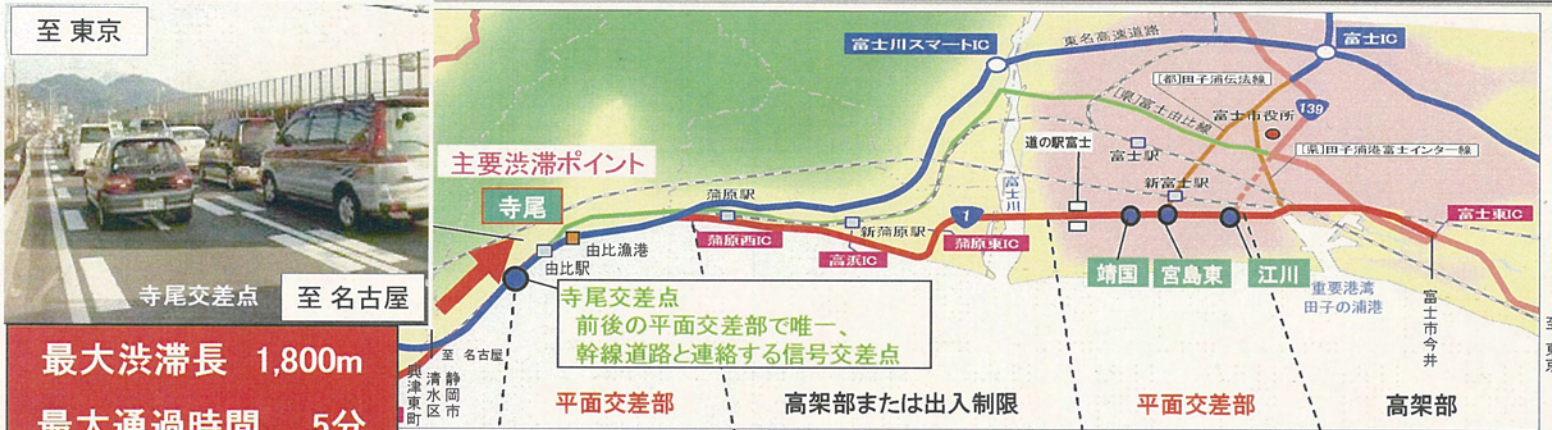 至 東京
寺尾交差点
至 名古屋
最大渋滞長 1,800m
最大通過時間 5分
主要渋滞ポイント
寺尾
富士川スマートIC
東名高速道路
富士IC
[都]田子浦伝法線
[県]富士由比線
富士市役所
139
[県]田子浦港富士インター線
道の駅富士
富士駅
新富士駅
富士川
蒲原駅
新蒲原駅
1
蒲原西IC
高浜IC
蒲原東IC
富士東IC
由比漁港
由比駅
靖国
宮島東
江川
重要港湾
田子の浦港
寺尾交差点
前後の平面交差部で唯一、
幹線道路と連絡する信号交差点
至 名古屋
静岡市
清水区
興津東町
富士市今井
至 東京
平面交差部
高架部または出入制限
平面交差部
高架部